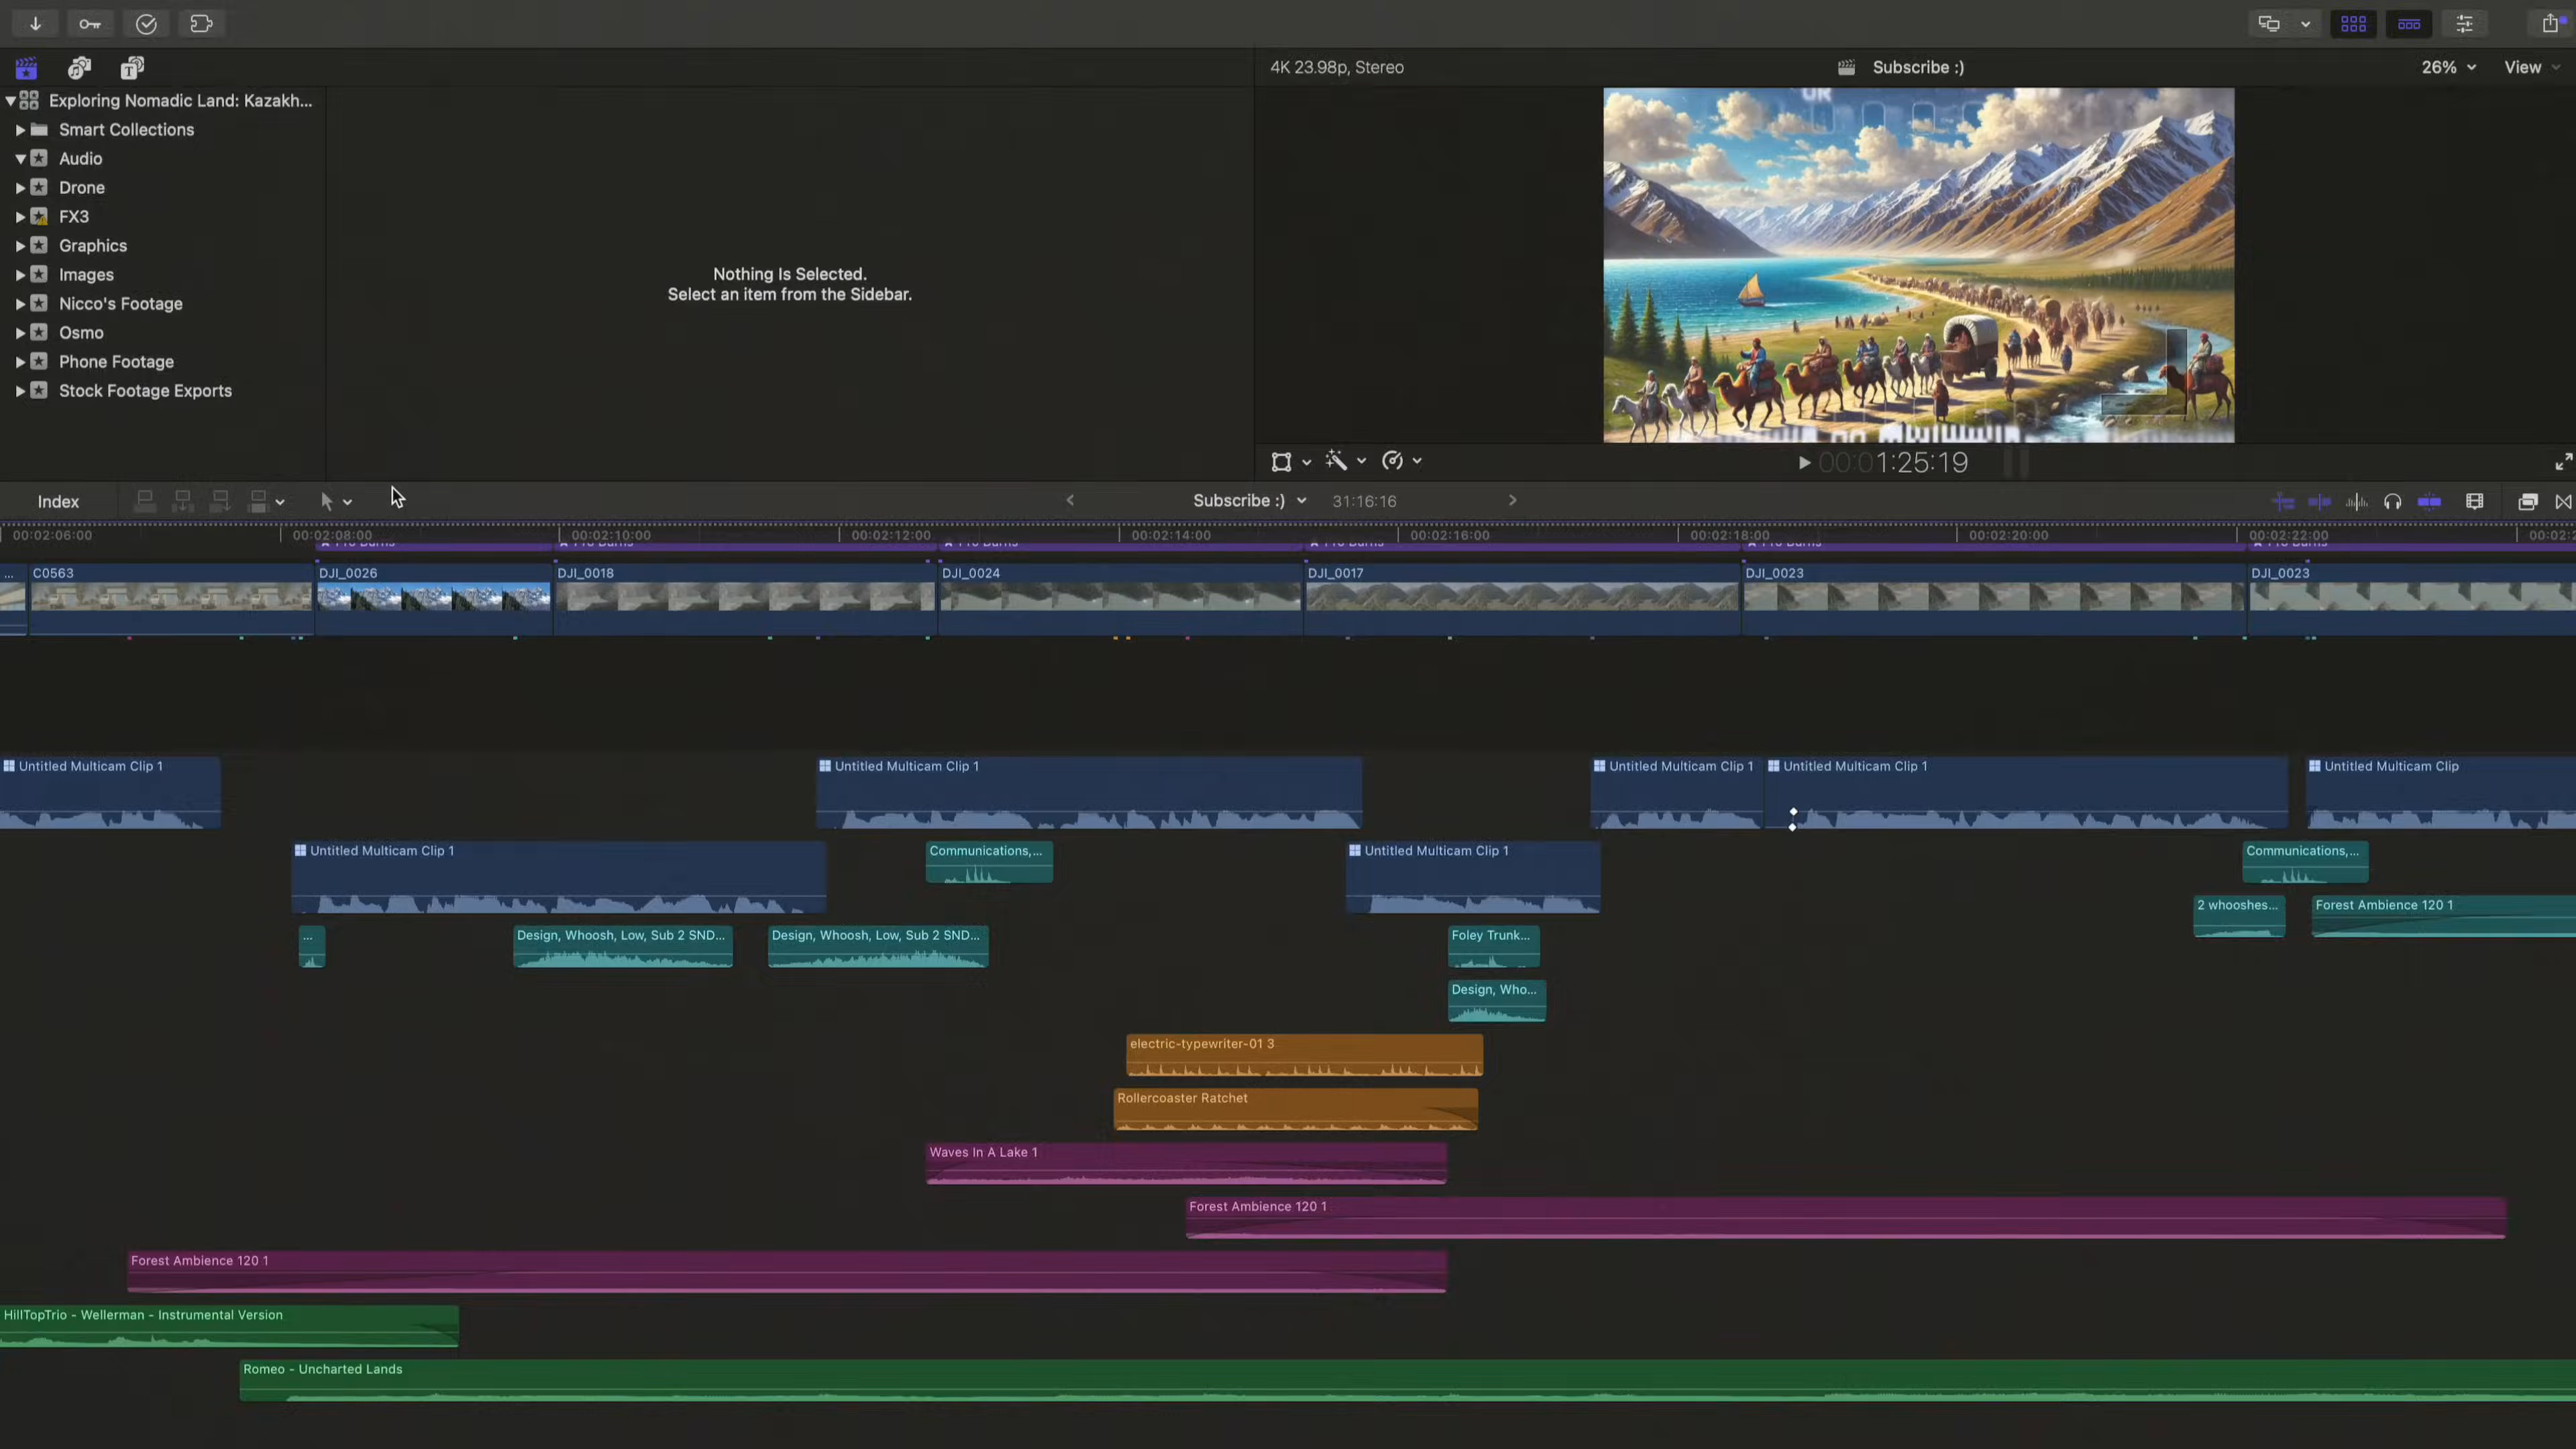 4K 23.98p, Stereo
Subscribe :)
26%
View
Exploring Nomadic Land: Kazakh...
Smart Collections
Audio
Drone
FX3
Graphics
Images
Nicco's Footage
Osmo
Phone Footage
Stock Footage Exports
Nothing Is Selected.
Select an item from the Sidebar.
00:01:25:19
Index
Subscribe :)
31:16:16
00:02:06:00
00:02:08:00
00:02:10:00
00:02:12:00
00:02:14:00
00:02:16:00
00:02:18:00
00:02:20:00
00:02:22:00
...
C0563
DJI_0026
DJI_0018
DJI_0024
DJI_0017
DJI_0023
DJI_0023
Untitled Multicam Clip 1
Untitled Multicam Clip 1
Untitled Multicam Clip 1
Untitled Multicam Clip 1
Untitled Multicam Clip
Untitled Multicam Clip 1
Communications,...
Untitled Multicam Clip 1
Communications,...
2 whooshes...
Forest Ambience 120 1
...
Design, Whoosh, Low, Sub 2 SND...
Design, Whoosh, Low, Sub 2 SND...
Foley Trunk...
Design, Who...
electric-typewriter-01 3
Rollercoaster Ratchet
Waves In A Lake 1
Forest Ambience 120 1
Forest Ambience 120 1
HillTopTrio - Wellerman - Instrumental Version
Romeo - Uncharted Lands